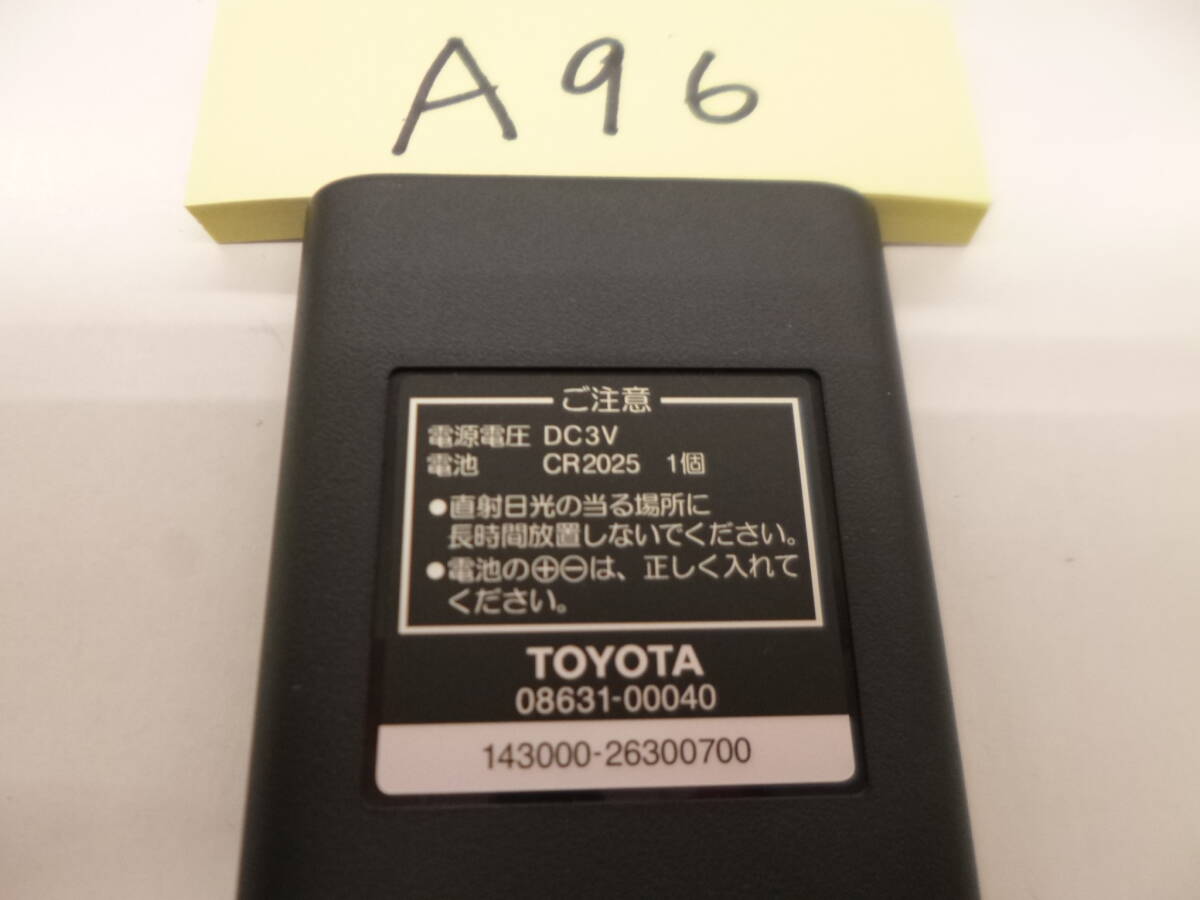 A96
ご注意
電源電圧 DC3V
電池 CR2025 1個
●直射日光の当る場所に
長時間放置しないでください。
●電池の⊕⊖は、正しく入れて
ください。
TOYOTA
08631-00040
143000-26300700